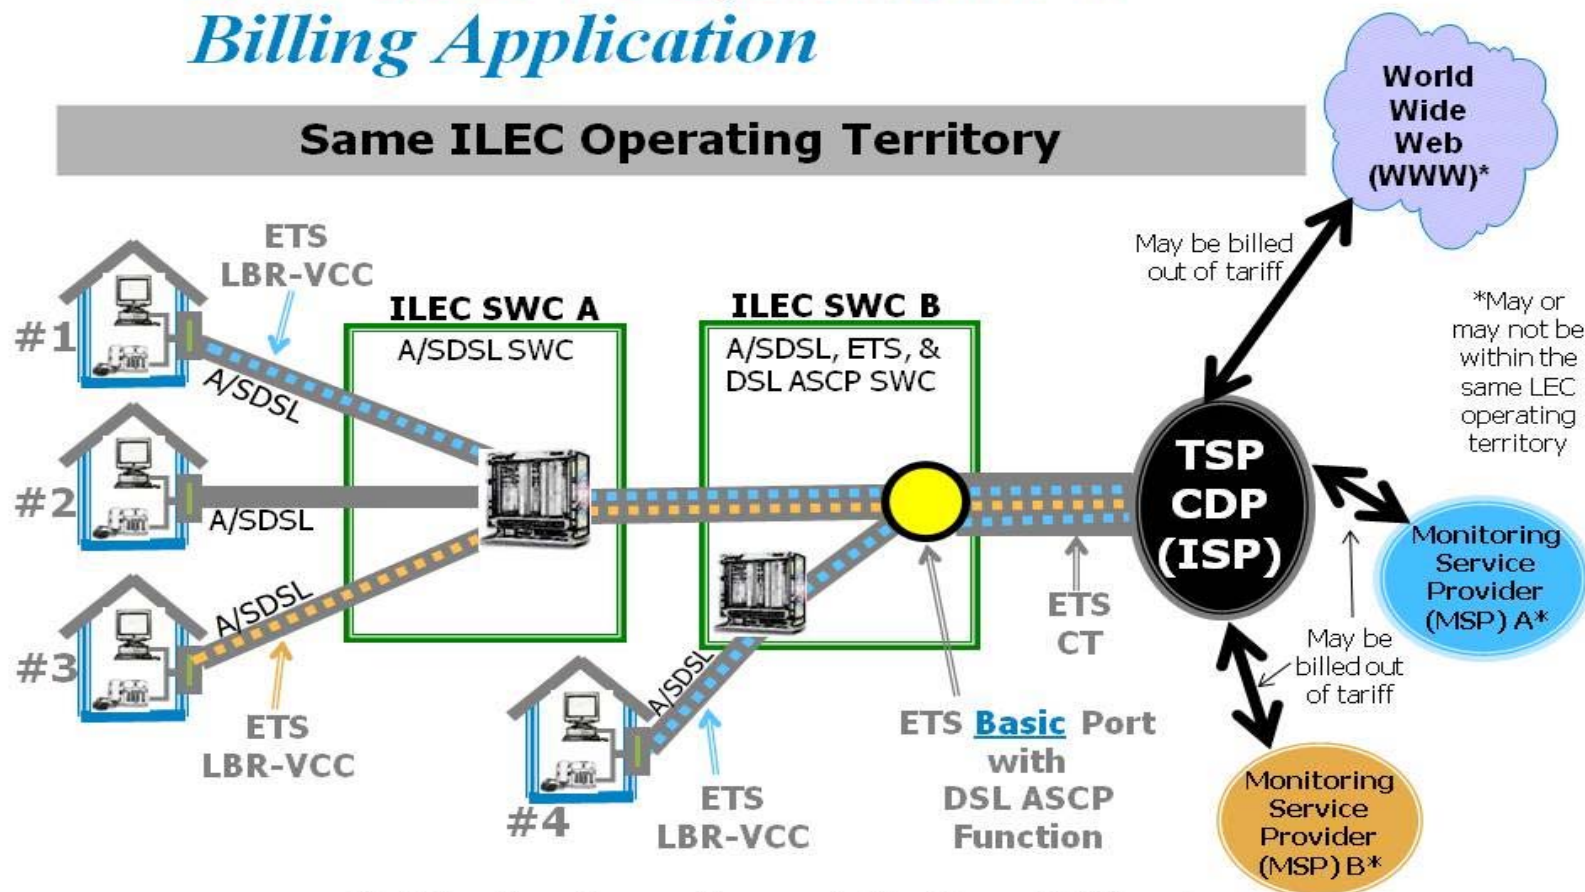 Billing Application
Same ILEC Operating Territory
World
Wide
Web
(WWW)*
May be billed
out of tariff
*May or
may not be
within the
same LEC
operating
territory
ETS
LBR-VCC
#1
A/SDSL
ILEC SWC A
A/SDSL SWC
ILEC SWC B
A/SDSL, ETS, &
DSL ASCP SWC
#2
A/SDSL
TSP
CDP
(ISP)
#3
A/SDSL
ETS
LBR-VCC
#4
A/SDSL
ETS
LBR-VCC
ETS Basic Port
with
DSL ASCP
Function
ETS
CT
Monitoring
Service
Provider
(MSP) A*
May be
billed out
of tariff
Monitoring
Service
Provider
(MSP) B*